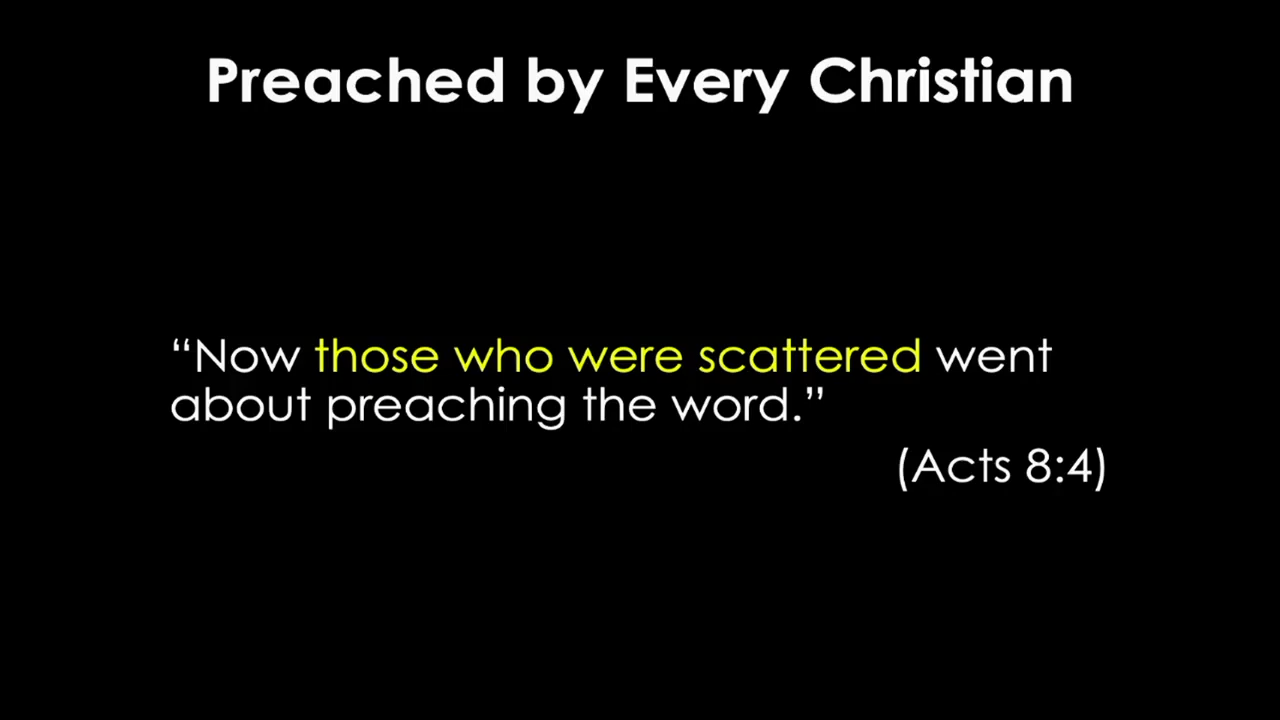 Preached by Every Christian
“Now those who were scattered went
about preaching the word.”
(Acts 8:4)